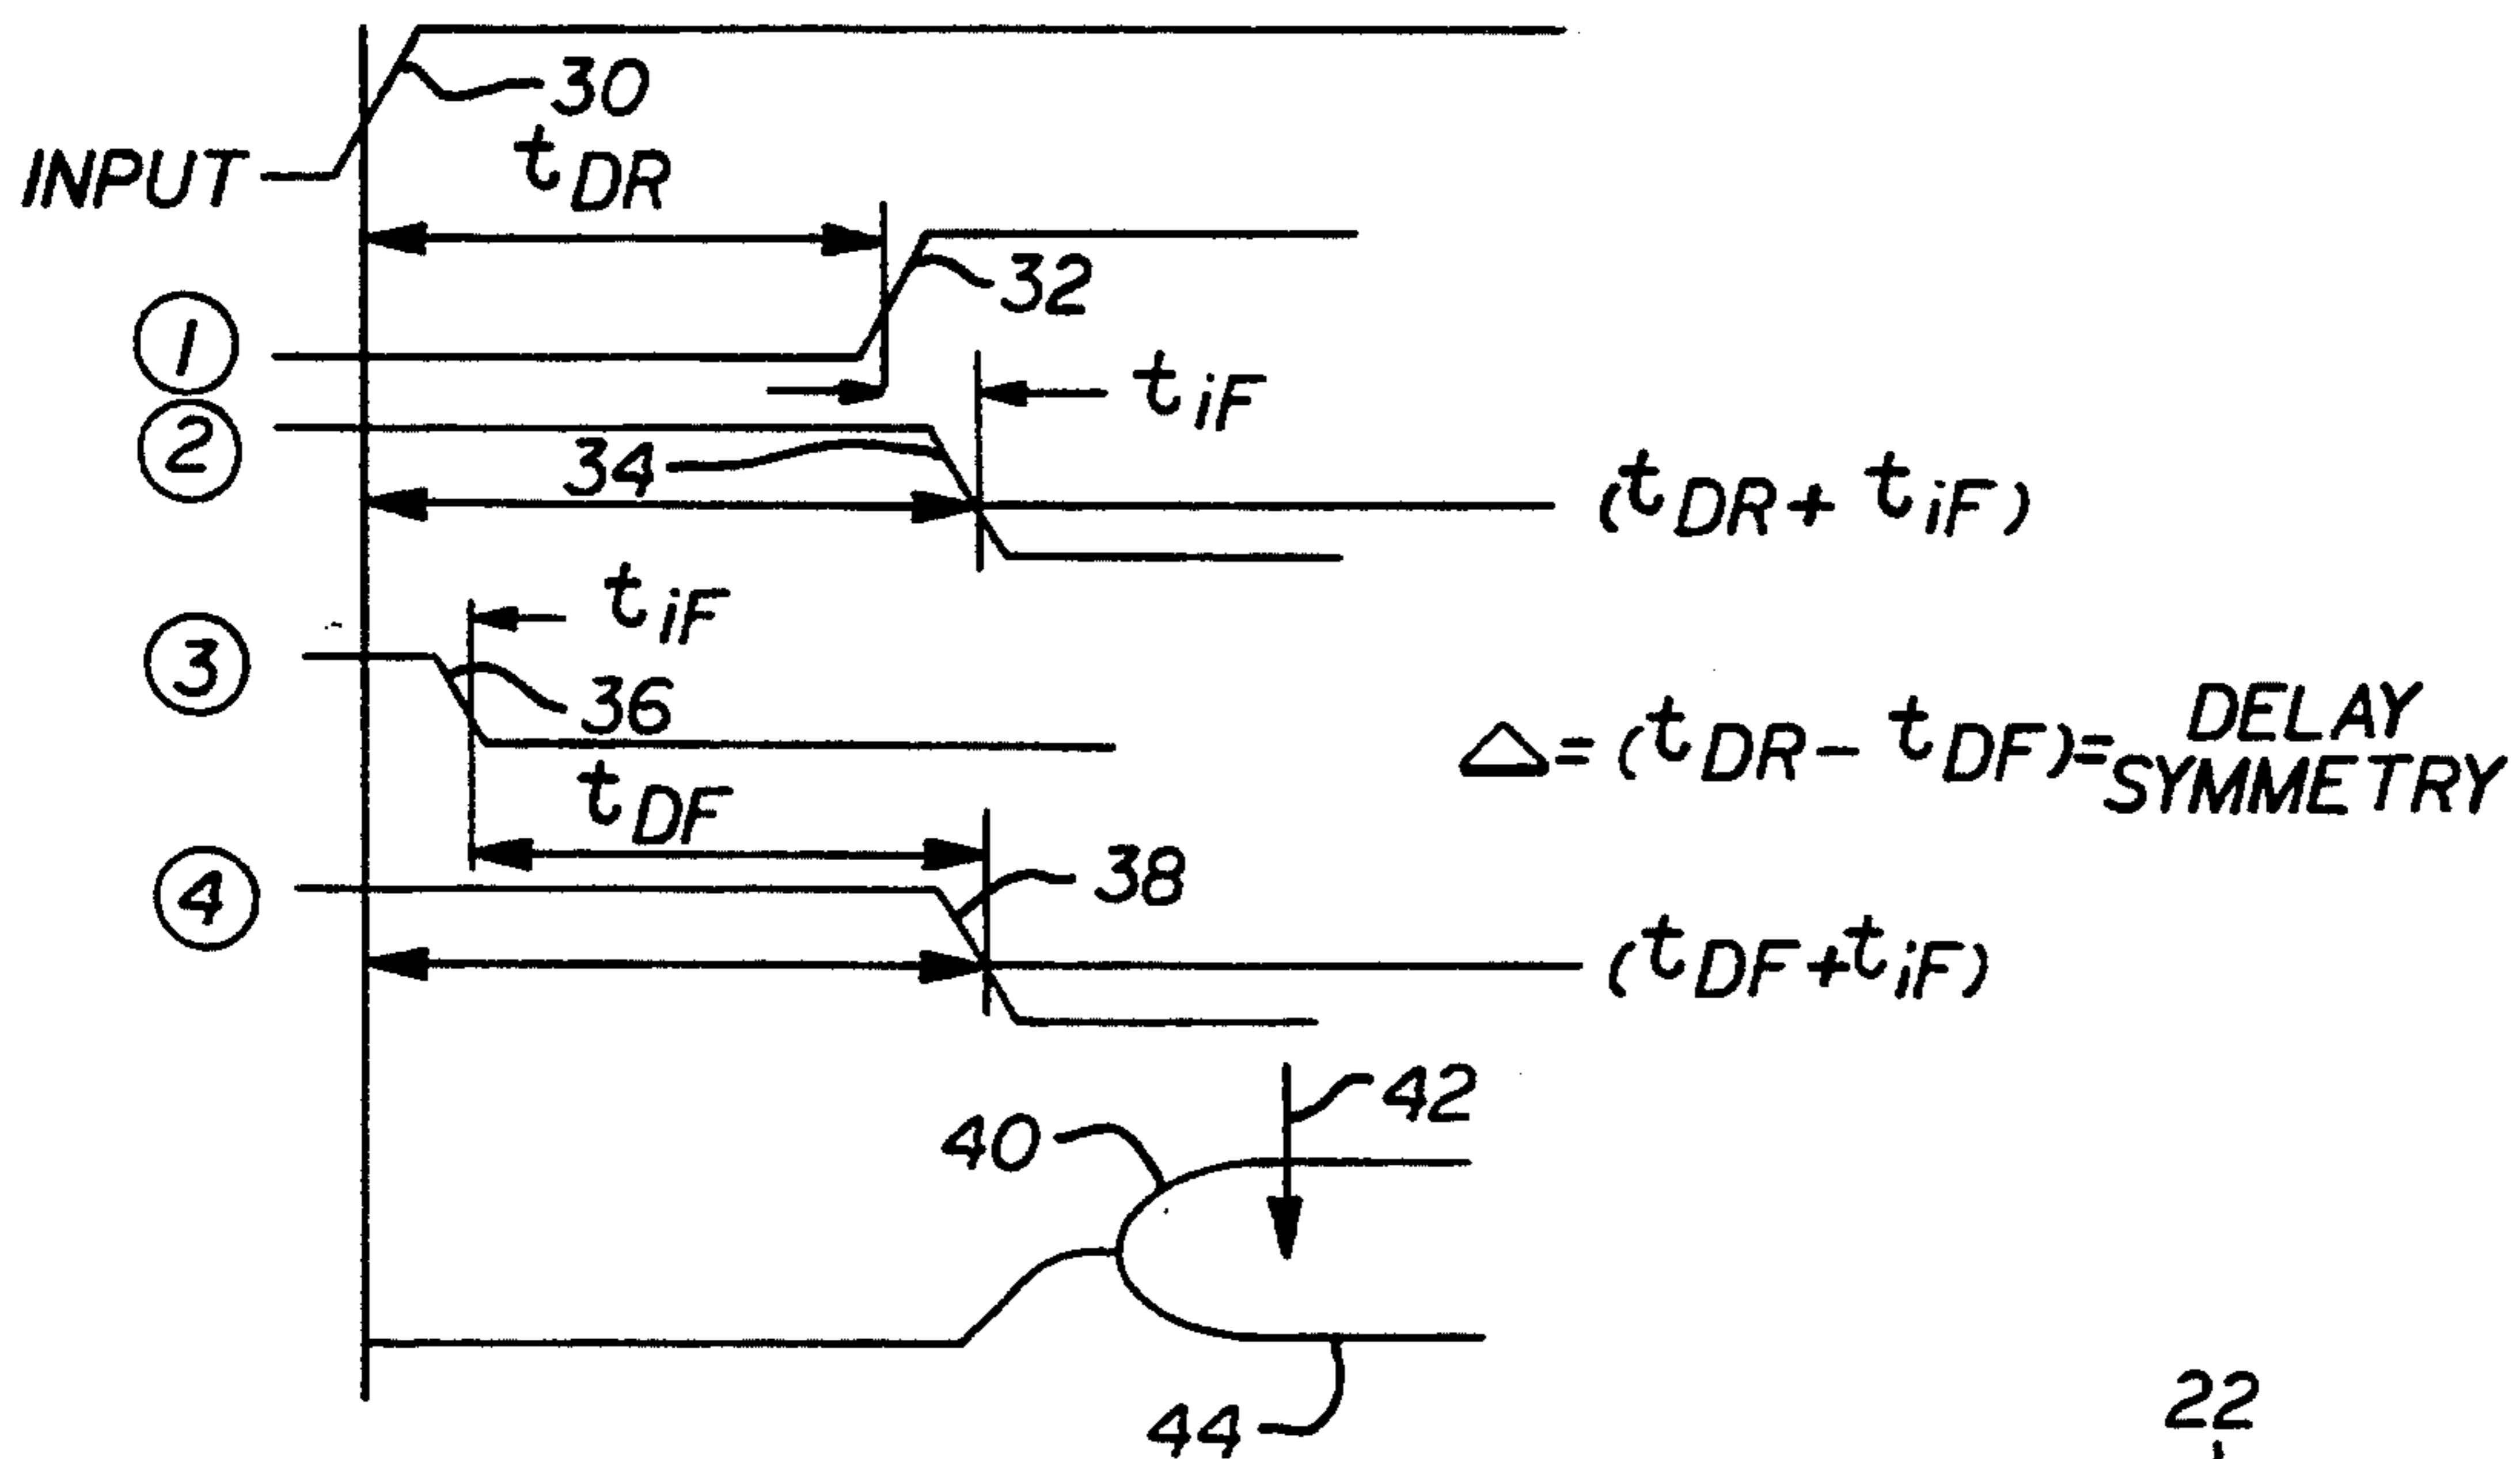 30
INPUT
tDR
32
①
tiF
②
34
(tDR + tiF)
tiF
③
36
Δ = (tDR - tDF) = DELAY SYMMETRY
tDF
④
38
(tDF + tiF)
42
40
44
22